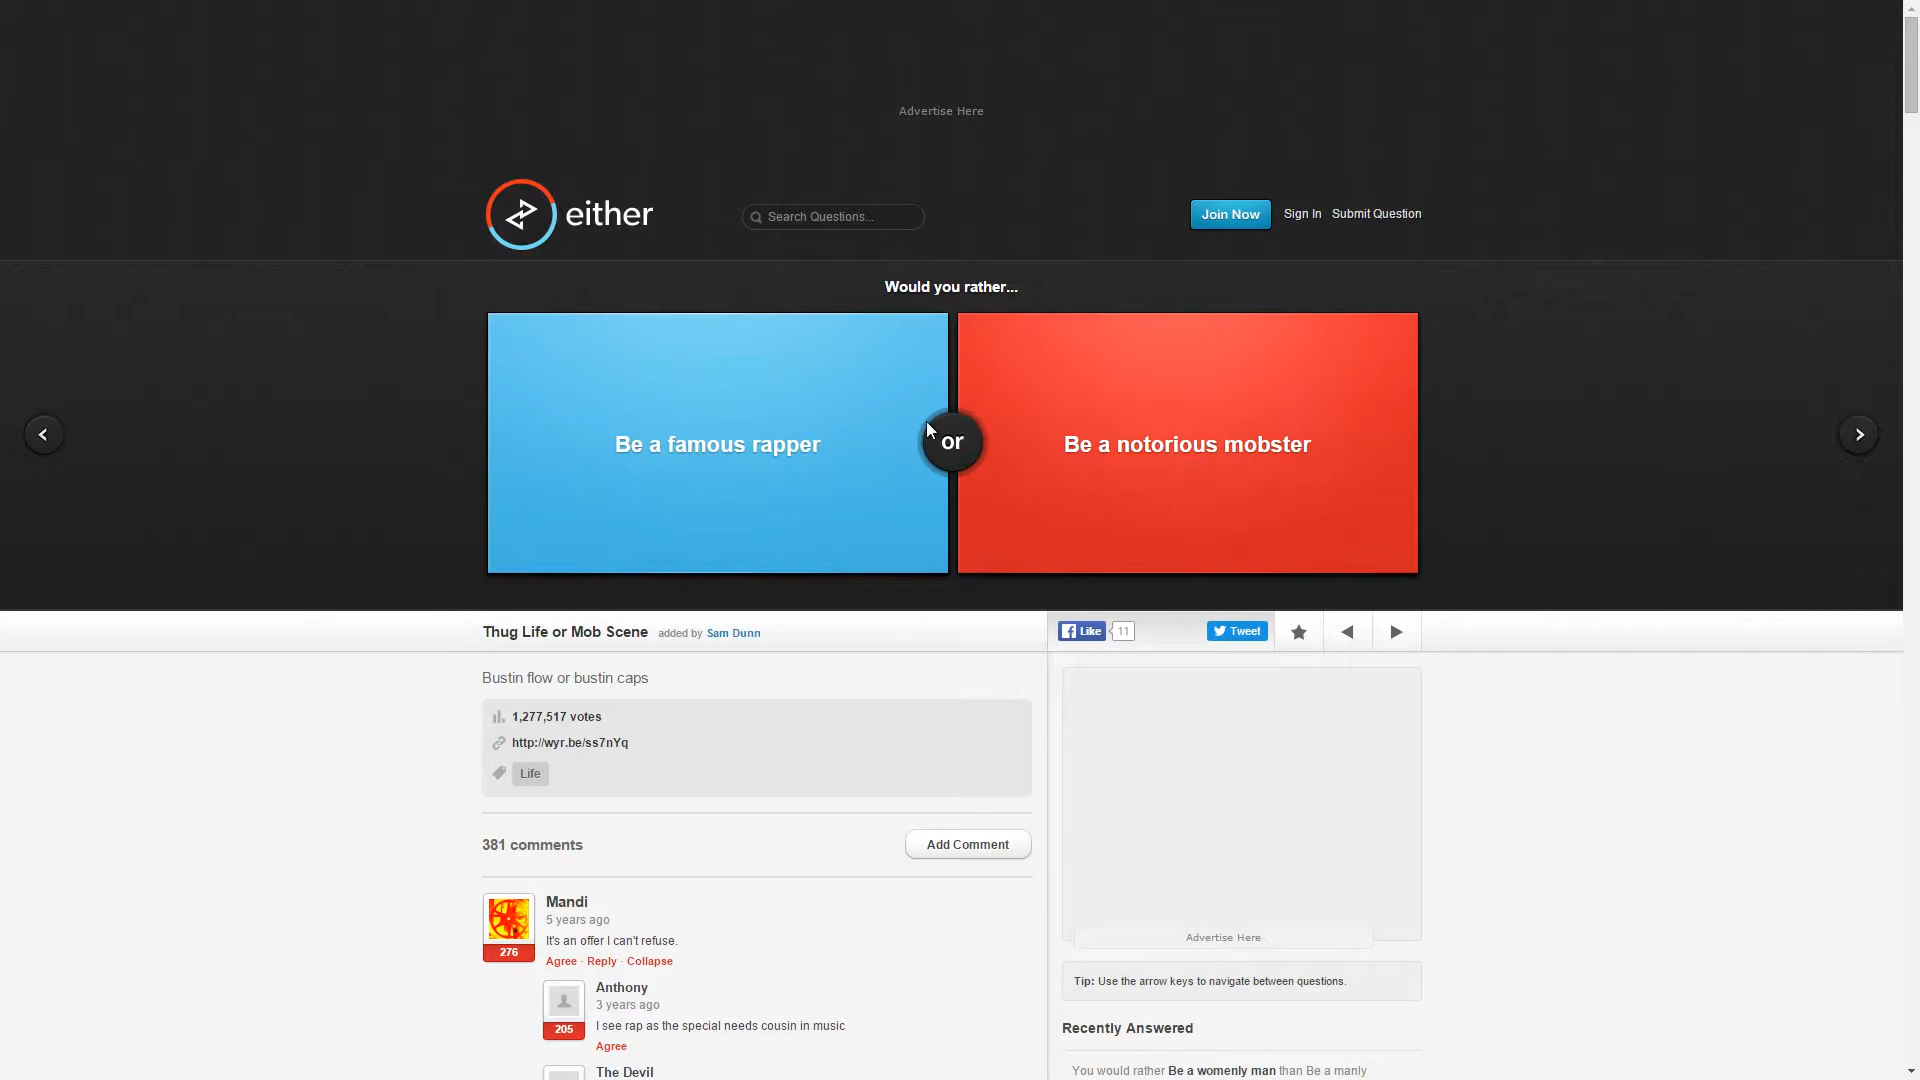 Advertise Here
either
Search Questions...
Join Now
Sign In
Submit Question
Would you rather...
Be a famous rapper
or
Be a notorious mobster
Thug Life or Mob Scene added by Sam Dunn
Like
11
Tweet
Bustin flow or bustin caps
1,277,517 votes
http://wyr.be/ss7nYq
Life
381 comments
Add Comment
Mandi
5 years ago
It's an offer I can't refuse.
276
Agree · Reply · Collapse
Anthony
3 years ago
I see rap as the special needs cousin in music
205
Agree
The Devil
Advertise Here
Tip: Use the arrow keys to navigate between questions.
Recently Answered
You would rather Be a womenly man than Be a manly